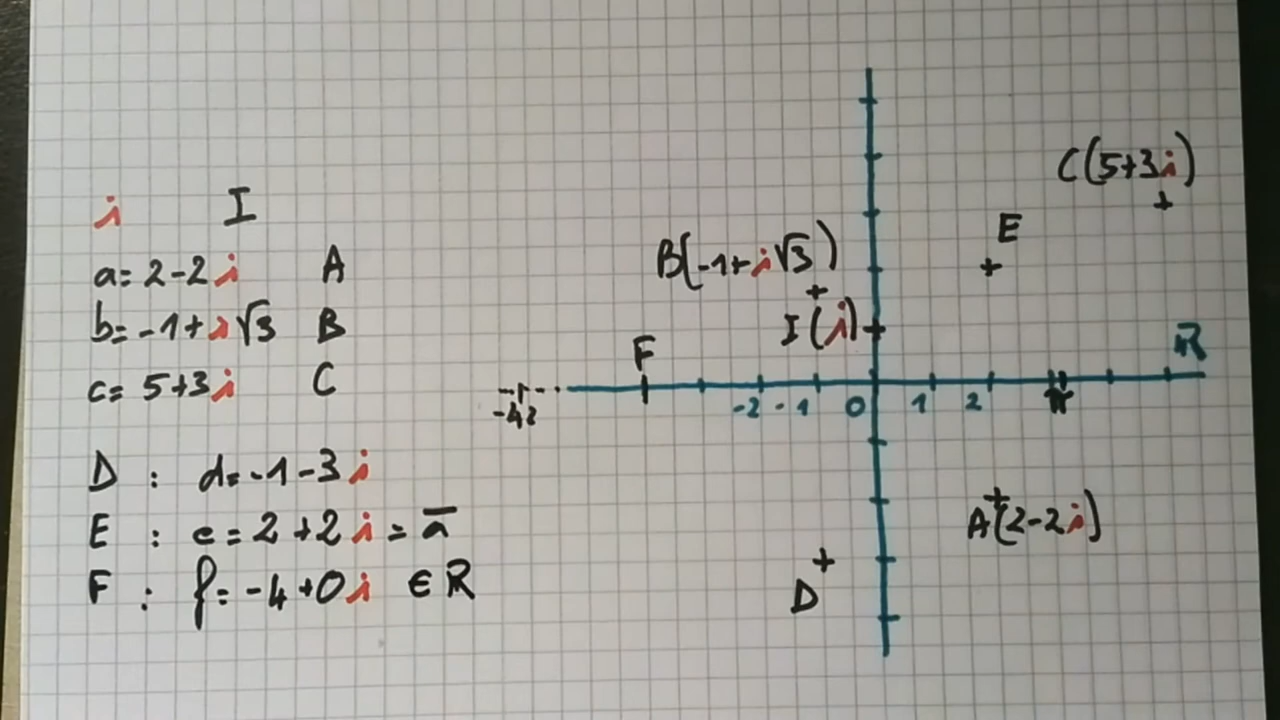 i I
a = 2 - 2i A
b = -1 + i√3 B
c = 5 + 3i C
D : d = -1 - 3i
E : e = 2 + 2i = a̅
F : f = -4 + 0i ∈ ℝ
C(5+3i)
E
B(-1+i√3)
I(i)
F
ℝ
-42
-2 -1 0 1 2 π
A(2-2i)
D